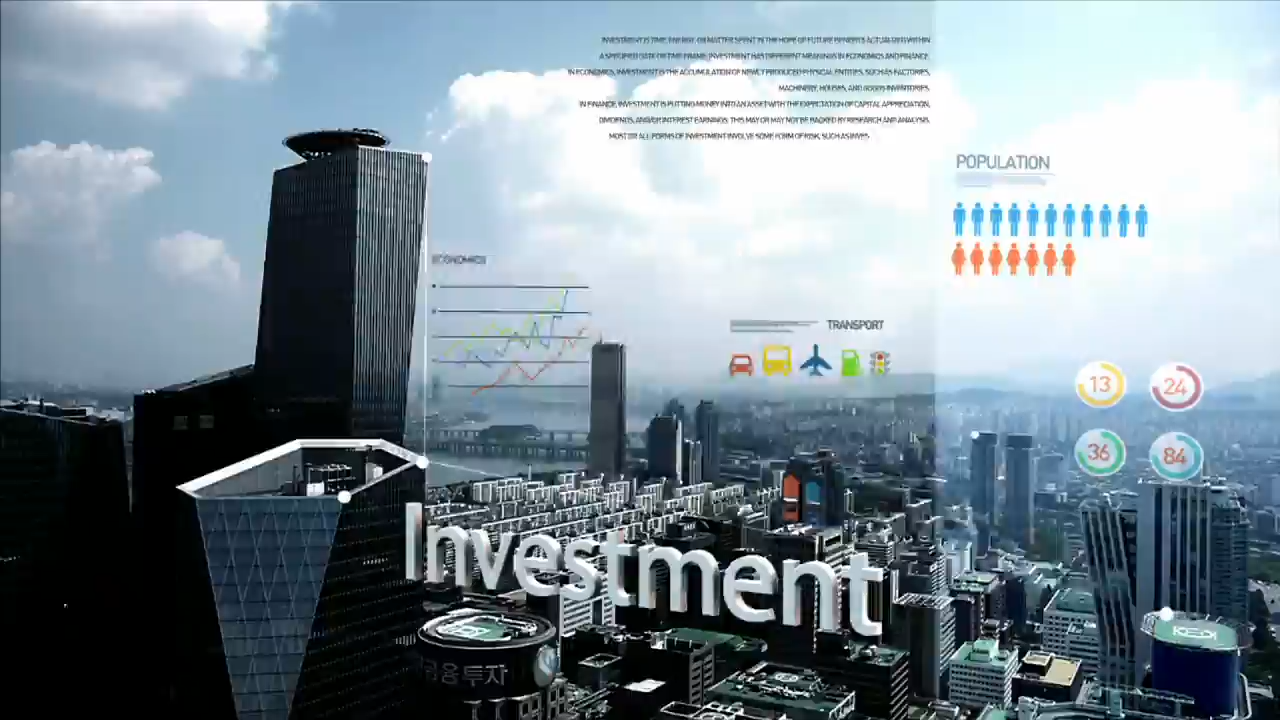 INVESTMENT IS TIME, ENERGY, OR MATTER SPENT IN THE HOPE OF FUTURE BENEFITS ACTUALIZED WITHIN
A SPECIFIED DATE OR TIME FRAME. INVESTMENT HAS DIFFERENT MEANINGS IN ECONOMICS AND FINANCE.
IN ECONOMICS, INVESTMENT IS THE ACCUMULATION OF NEWLY PRODUCED PHYSICAL ENTITIES, SUCH AS FACTORIES,
MACHINERY, HOUSES, AND GOODS INVENTORIES.
IN FINANCE, INVESTMENT IS PUTTING MONEY INTO AN ASSET WITH THE EXPECTATION OF CAPITAL APPRECIATION,
DIVIDENDS, AND/OR INTEREST EARNINGS. THIS MAY OR MAY NOT BE BACKED BY RESEARCH AND ANALYSIS.
MOST OR ALL FORMS OF INVESTMENT INVOLVE SOME FORM OF RISK, SUCH AS INVES
POPULATION
ECONOMICS
TRANSPORT
13 24
36 84
Investment
금융투자